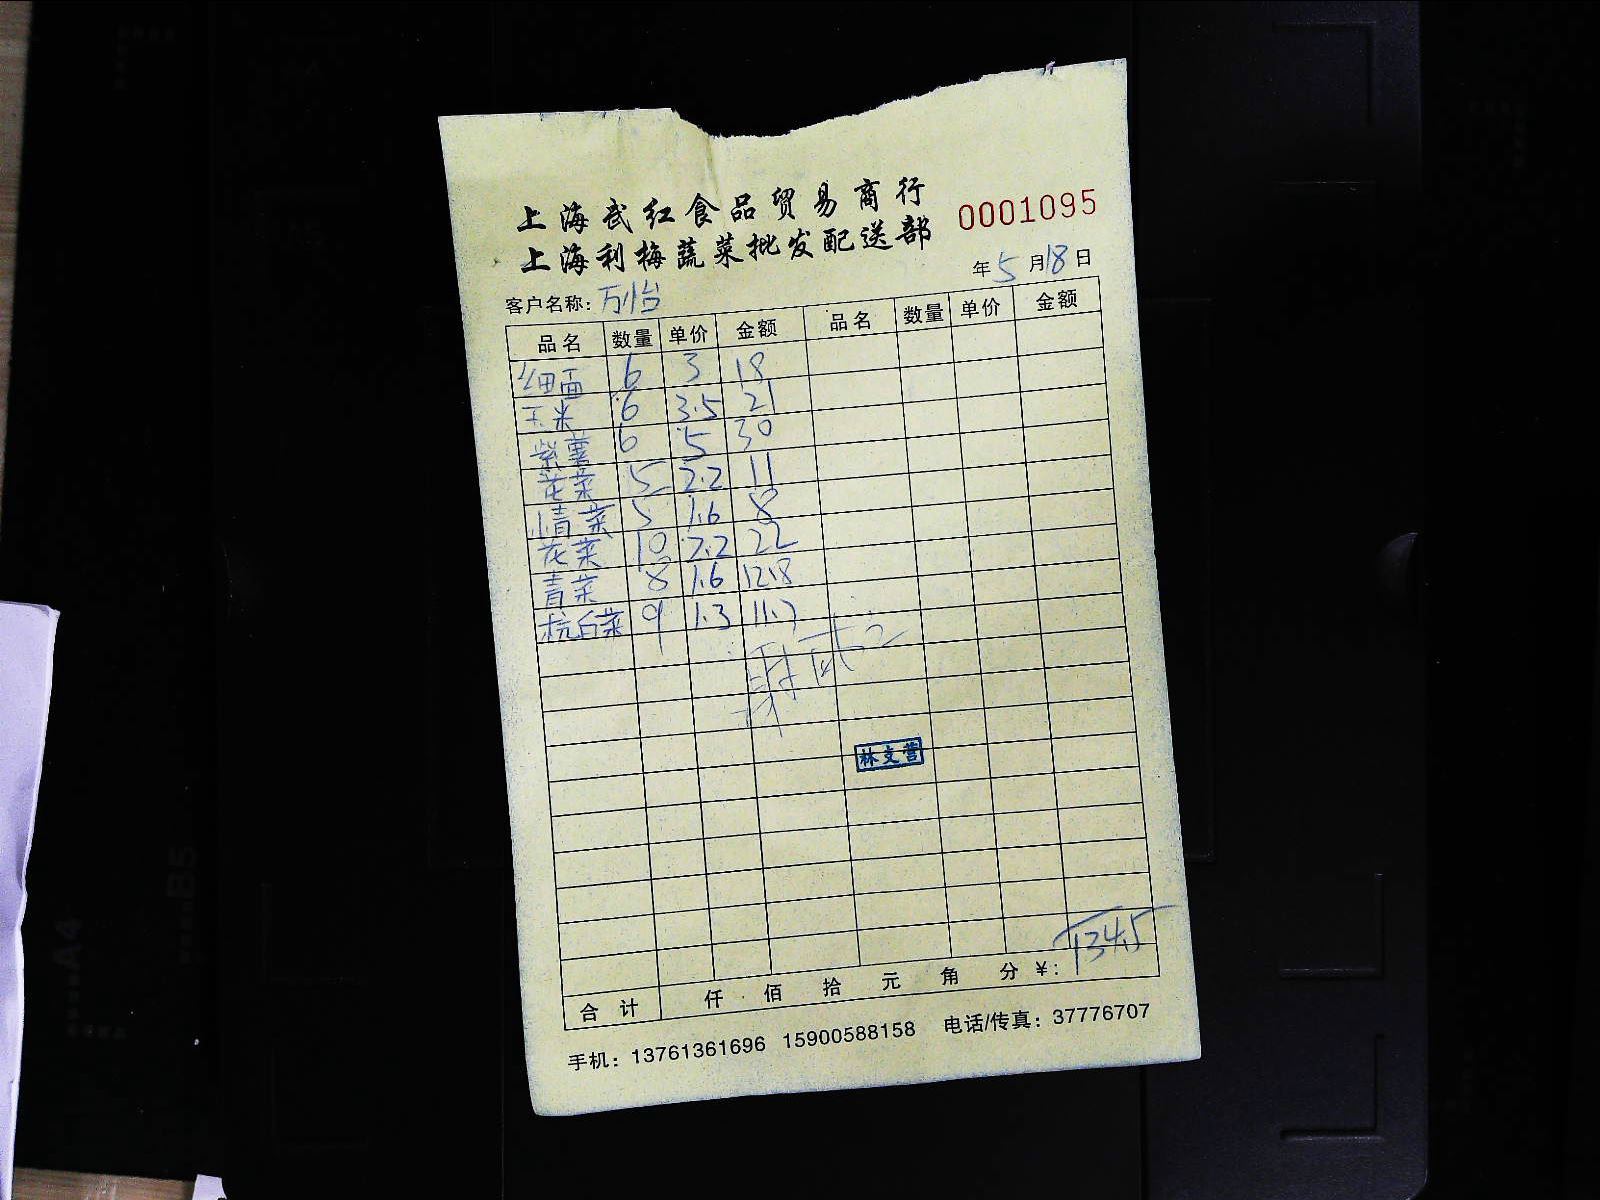 上海武红食品贸易商行
0001095
上海利梅蔬菜批发配送部
年5月18日
客户名称：万怡
品名 数量 单价 金额 品名 数量 单价 金额
细面 6 3 18
玉米 6 3.5 21
紫薯 6 5 30
花菜 5 2.2 11
小青菜 5 1.6 8
花菜 10 2.2 22
青菜 8 1.6 12.8
杭白菜 9 1.3 11.7
林支营
134.5
合计 仟 佰 拾 元 角 分 ¥：
手机：13761361696 15900588158 电话/传真：37776707
A4
B5